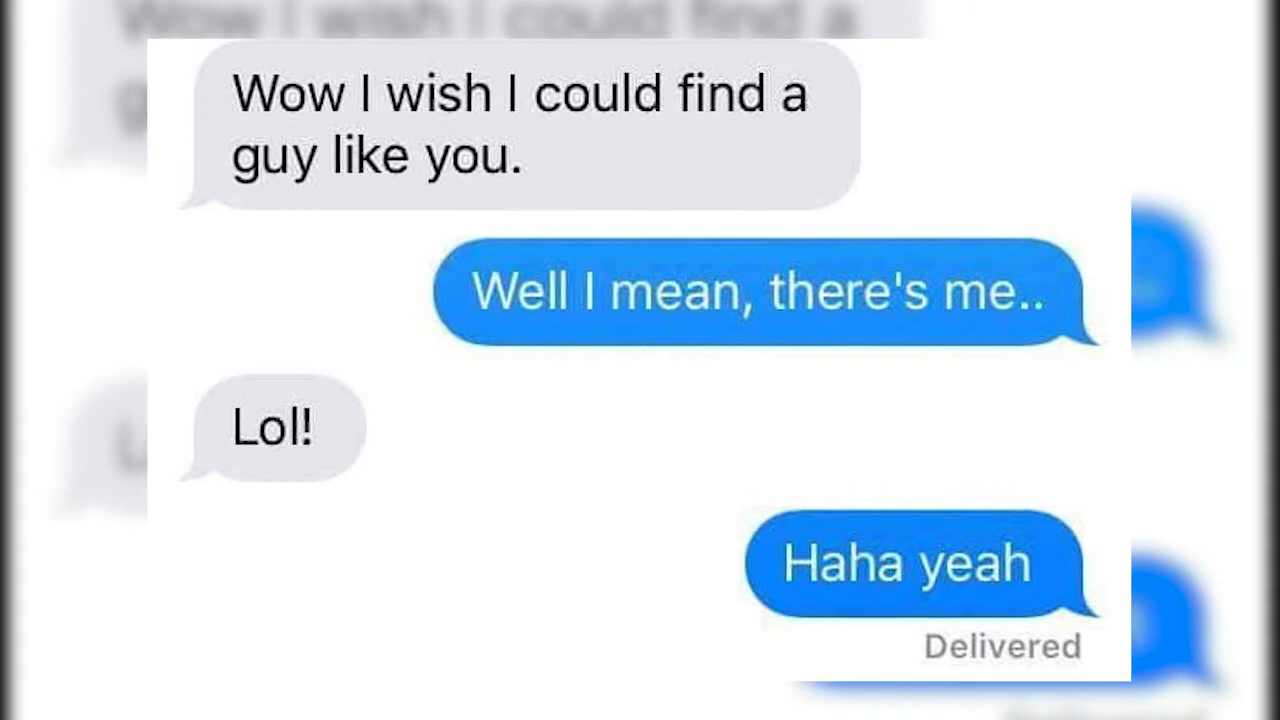 Wow I wish I could find a
guy like you.
Well I mean, there's me..
Lol!
Haha yeah
Delivered